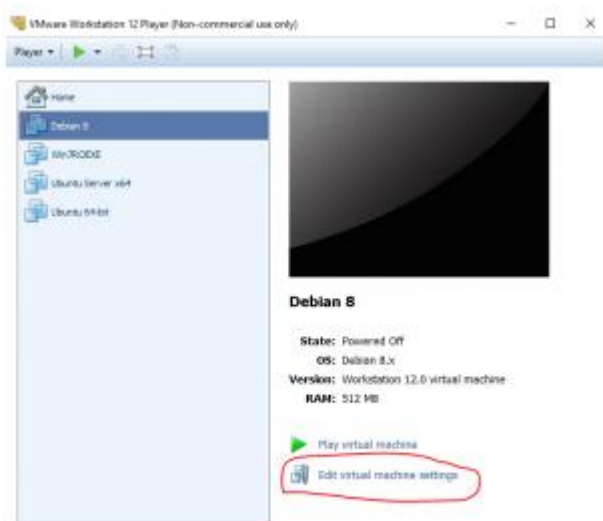 VMware Workstation 12 Player (Non-commercial use only)
Player
Home
Debian 8
Ubuntu Server x64
Ubuntu 64-bit
Debian 8
State: Powered Off
OS: Debian 8.x
Version: Workstation 12.0 virtual machine
RAM: 512 MB
Play virtual machine
Edit virtual machine settings